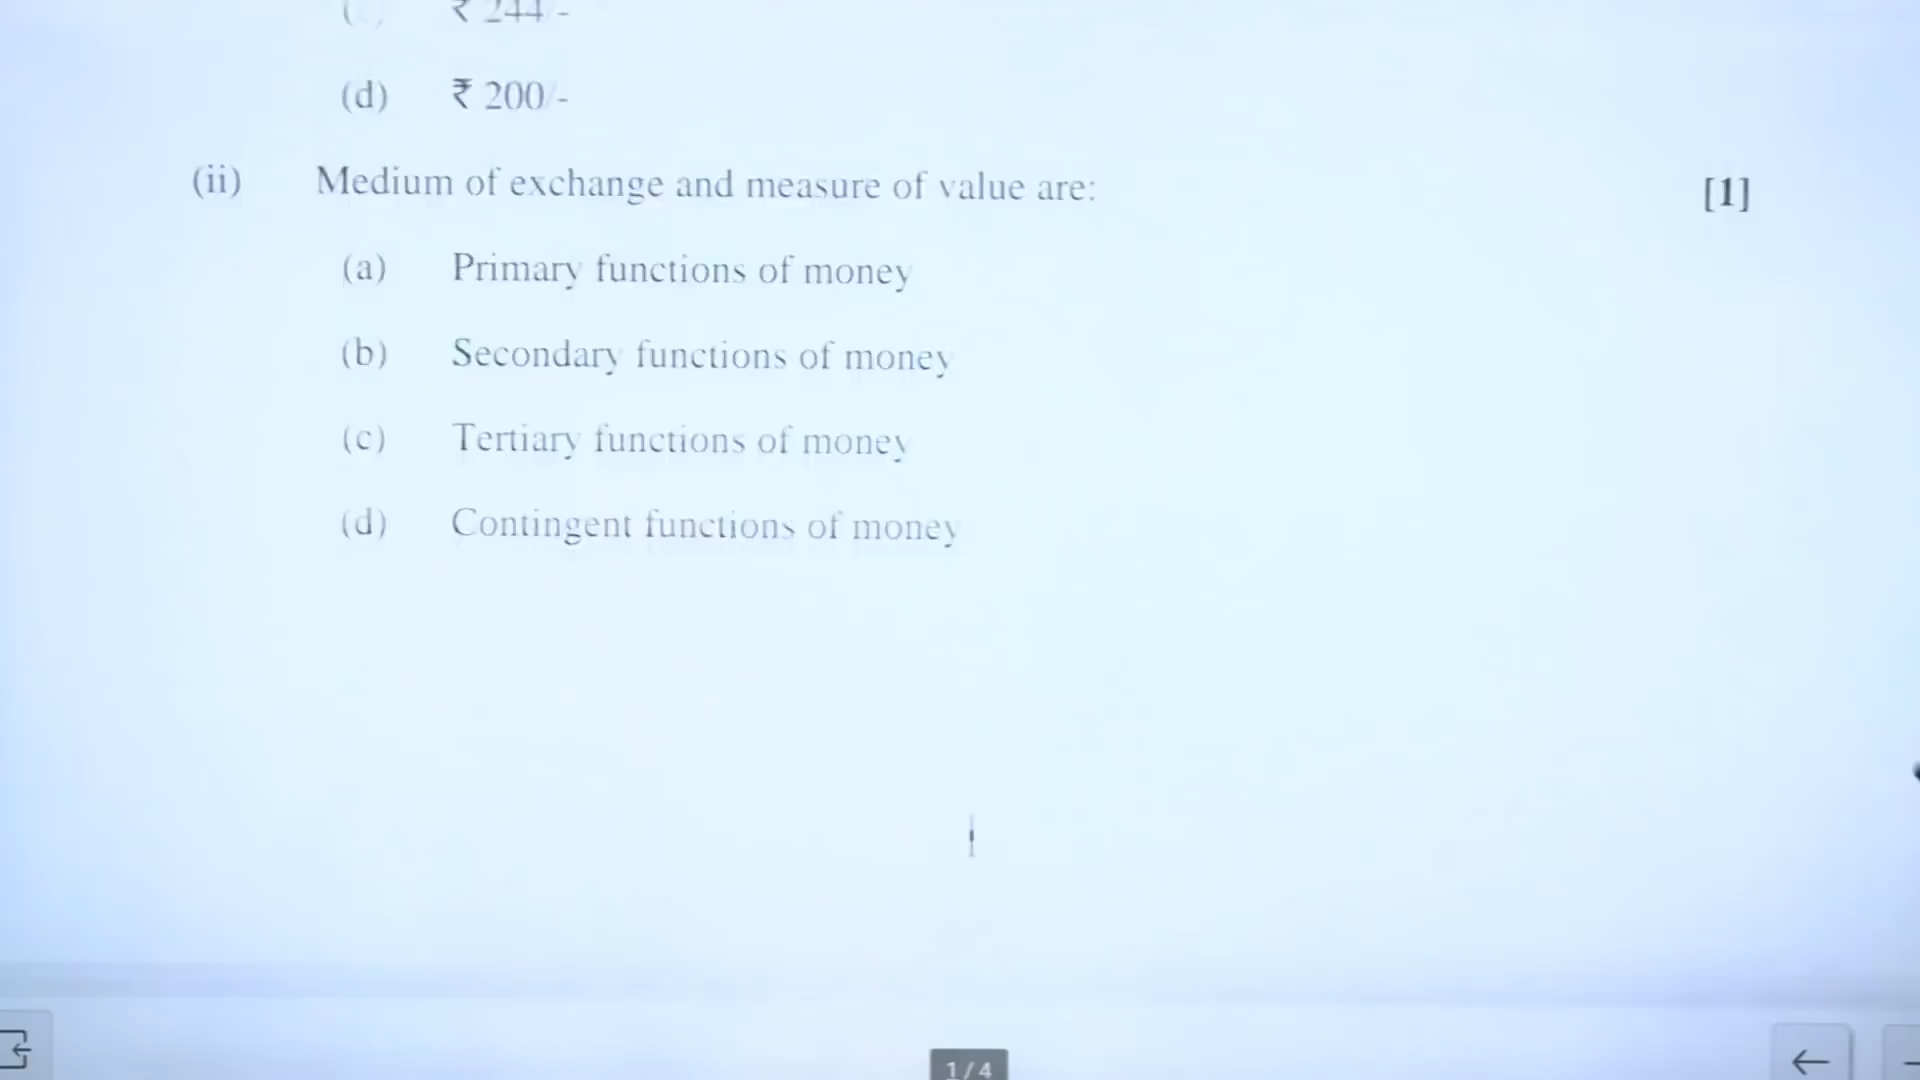 ₹ 244/-
(d) ₹ 200/-
(ii) Medium of exchange and measure of value are: [1]
(a) Primary functions of money
(b) Secondary functions of money
(c) Tertiary functions of money
(d) Contingent functions of money
1 / 4